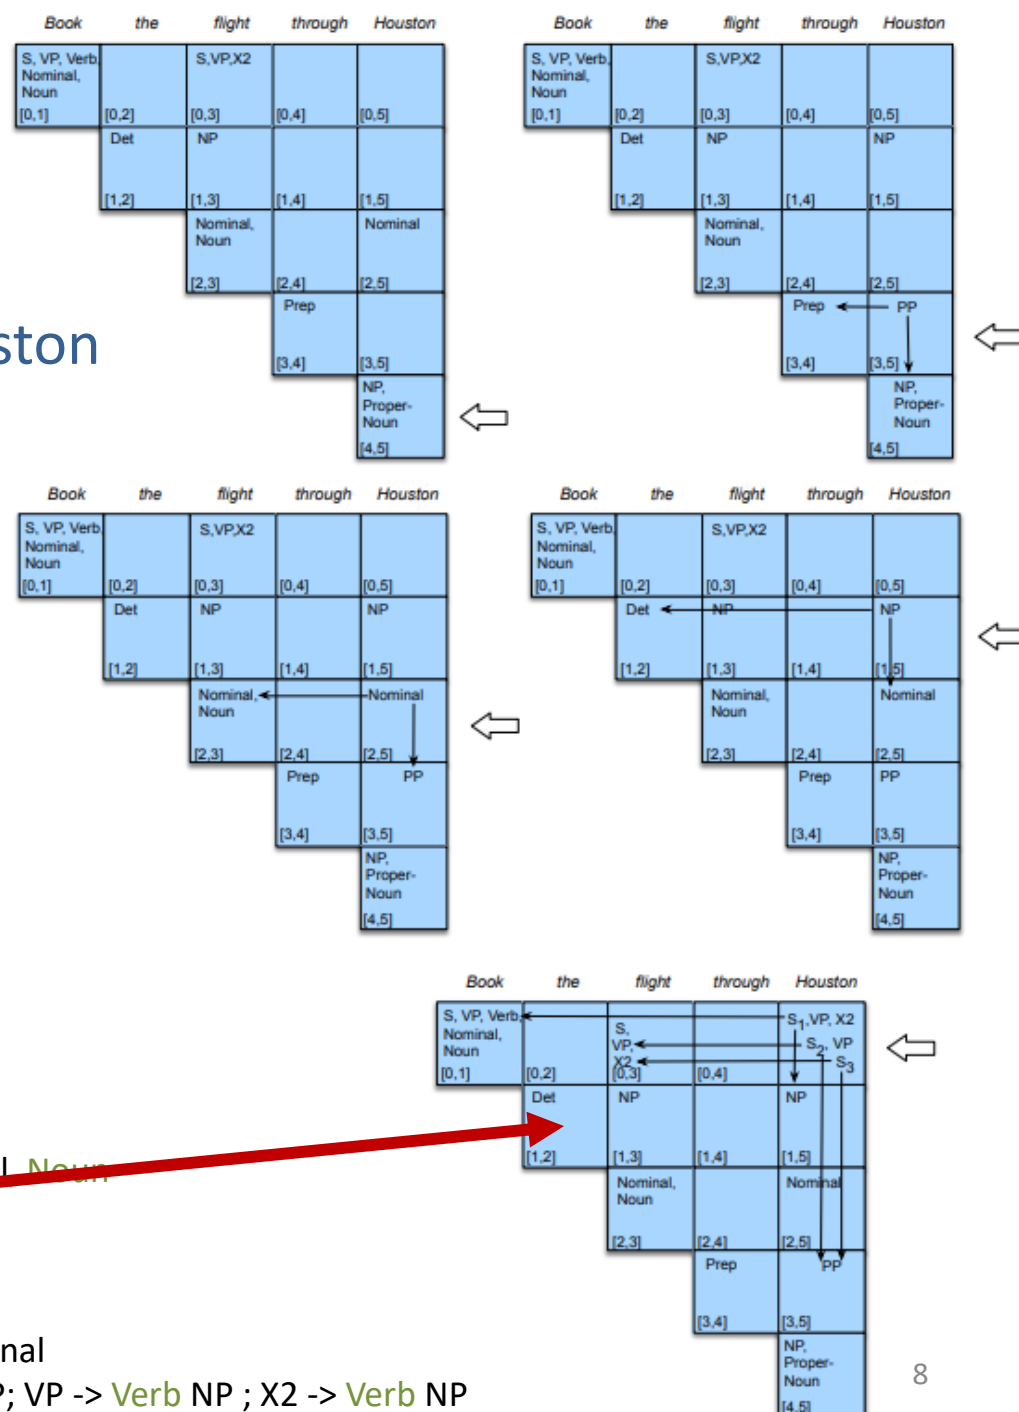 Book the flight through Houston
S, VP, Verb, Nominal, Noun [0,1] [0,2] S,VP,X2 [0,3] [0,4] [0,5]
Det [1,2] NP [1,3] [1,4] [1,5]
Nominal, Noun [2,3] [2,4] Nominal [2,5]
Prep [3,4] [3,5]
NP, Proper-Noun [4,5]
Book the flight through Houston
S, VP, Verb, Nominal, Noun [0,1] [0,2] S,VP,X2 [0,3] [0,4] [0,5]
Det [1,2] NP [1,3] [1,4] NP [1,5]
Nominal, Noun [2,3] [2,4] [2,5]
Prep [3,4] PP [3,5]
NP, Proper-Noun [4,5]
ston
Book the flight through Houston
S, VP, Verb, Nominal, Noun [0,1] [0,2] S,VP,X2 [0,3] [0,4] [0,5]
Det [1,2] NP [1,3] [1,4] NP [1,5]
Nominal, Noun [2,3] [2,4] Nominal [2,5]
Prep [3,4] PP [3,5]
NP, Proper-Noun [4,5]
Book the flight through Houston
S, VP, Verb, Nominal, Noun [0,1] [0,2] S,VP,X2 [0,3] [0,4] [0,5]
Det [1,2] NP [1,3] [1,4] NP [1,5]
Nominal, Noun [2,3] [2,4] Nominal [2,5]
Prep [3,4] PP [3,5]
NP, Proper-Noun [4,5]
Book the flight through Houston
S, VP, Verb, Nominal, Noun [0,1] [0,2] S, VP, X2 [0,3] [0,4] S1,VP, X2 S2, VP S3
Det [1,2] NP [1,3] [1,4] NP [1,5]
Nominal, Noun [2,3] [2,4] Nominal [2,5]
Prep [3,4] PP [3,5]
NP, Proper-Noun [4,5]
l Noun
nal
P; VP -> Verb NP ; X2 -> Verb NP
8